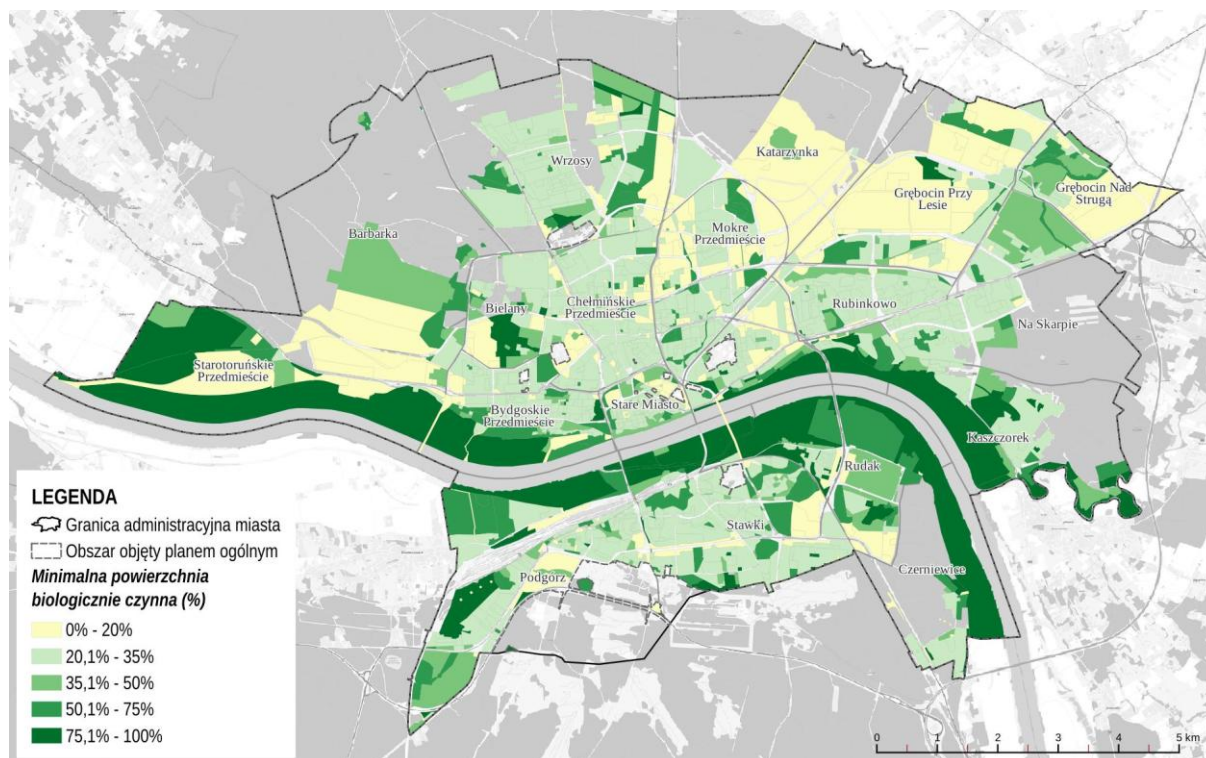 Wrzosy
Katarzynka
Grębocin Przy
Lesie
Grębocin Nad
Strugą
Barbarka
Mokre
Przedmieście
Bielany
Chełmińskie
Przedmieście
Rubinkowo
Na Skarpie
Starotoruńskie
Przedmieście
Bydgoskie
Przedmieście
Stare Miasto
Kaszczorek
Rudak
Stawki
Podgórz
Czerniewice
LEGENDA
Granica administracyjna miasta
Obszar objęty planem ogólnym
Minimalna powierzchnia
biologicznie czynna (%)
0% - 20%
20,1% - 35%
35,1% - 50%
50,1% - 75%
75,1% - 100%
0 1 2 3 4 5 km